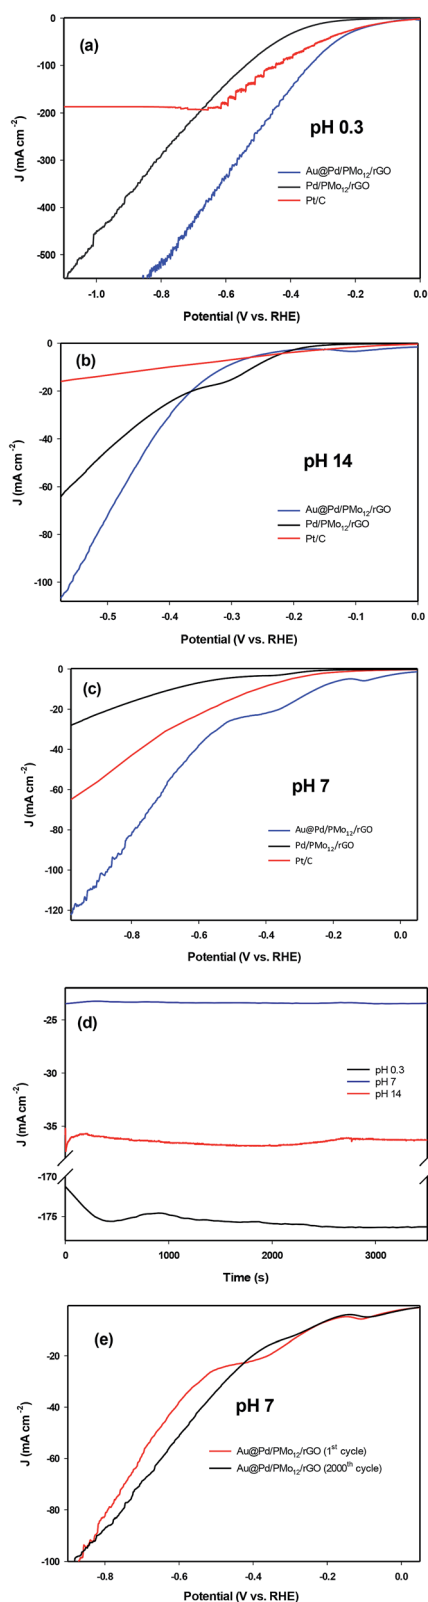 (a)
0
-100
-200
-300
-400
-500
J (mA cm⁻²)
pH 0.3
Au@Pd/PMo₁₂/rGO
Pd/PMo₁₂/rGO
Pt/C
-1.0 -0.8 -0.6 -0.4 -0.2 0.0
Potential (V vs. RHE)
(b)
0
-20
-40
-60
-80
-100
J (mA cm⁻²)
pH 14
Au@Pd/PMo₁₂/rGO
Pd/PMo₁₂/rGO
Pt/C
-0.5 -0.4 -0.3 -0.2 -0.1 0.0
Potential (V vs. RHE)
(c)
0
-20
-40
-60
-80
-100
-120
J (mA cm⁻²)
pH 7
Au@Pd/PMo₁₂/rGO
Pd/PMo₁₂/rGO
Pt/C
-0.8 -0.6 -0.4 -0.2 0.0
Potential (V vs. RHE)
(d)
-25
-30
-35
-170
-175
J (mA cm⁻²)
pH 0.3
pH 7
pH 14
0 1000 2000 3000
Time (s)
(e)
-20
-40
-60
-80
-100
J (mA cm⁻²)
pH 7
Au@Pd/PMo₁₂/rGO (1ˢᵗ cycle)
Au@Pd/PMo₁₂/rGO (2000ᵗʰ cycle)
-0.8 -0.6 -0.4 -0.2 0.0
Potential (V vs. RHE)